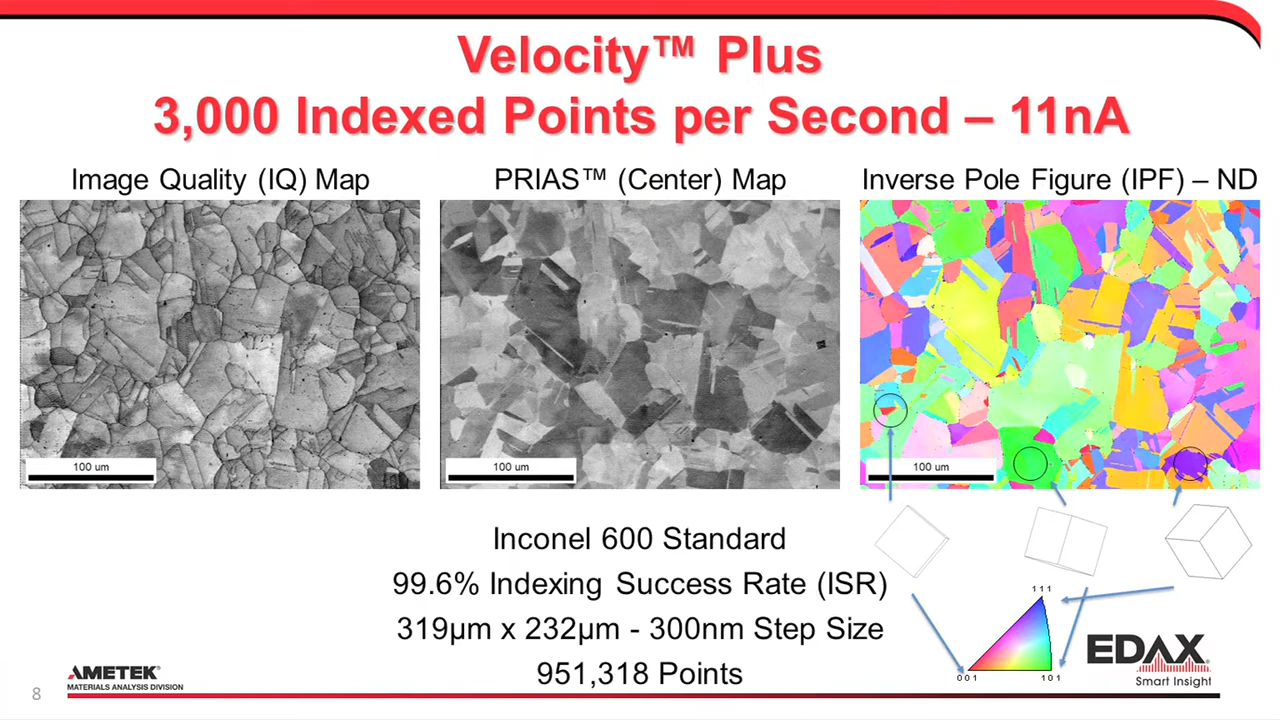 Velocity™ Plus
3,000 Indexed Points per Second – 11nA
Image Quality (IQ) Map
PRIAS™ (Center) Map
Inverse Pole Figure (IPF) – ND
100 um
100 um
100 um
Inconel 600 Standard
99.6% Indexing Success Rate (ISR)
319µm x 232µm - 300nm Step Size
951,318 Points
111
001
101
8
AMETEK®
MATERIALS ANALYSIS DIVISION
EDAX®
Smart Insight